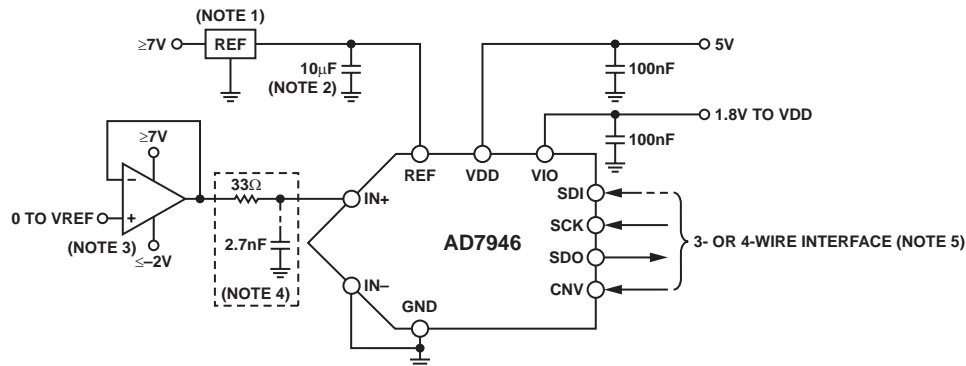 (NOTE 1)
≥7V
REF
5V
10µF
(NOTE 2)
100nF
1.8V TO VDD
100nF
≥7V
REF
VDD
VIO
−
33Ω
IN+
SDI
0 TO VREF
+
SCK
(NOTE 3)
2.7nF
AD7946
3- OR 4-WIRE INTERFACE (NOTE 5)
≤–2V
SDO
(NOTE 4)
IN–
CNV
GND